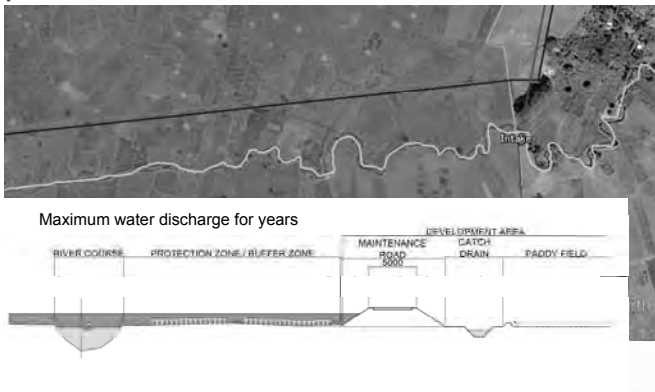 Intake
Maximum water discharge for years
DEVELOPMENT AREA
RIVER COURSE
PROTECTION ZONE / BUFFER ZONE
MAINTENANCE
ROAD
5000
CATCH
DRAIN
PADDY FIELD